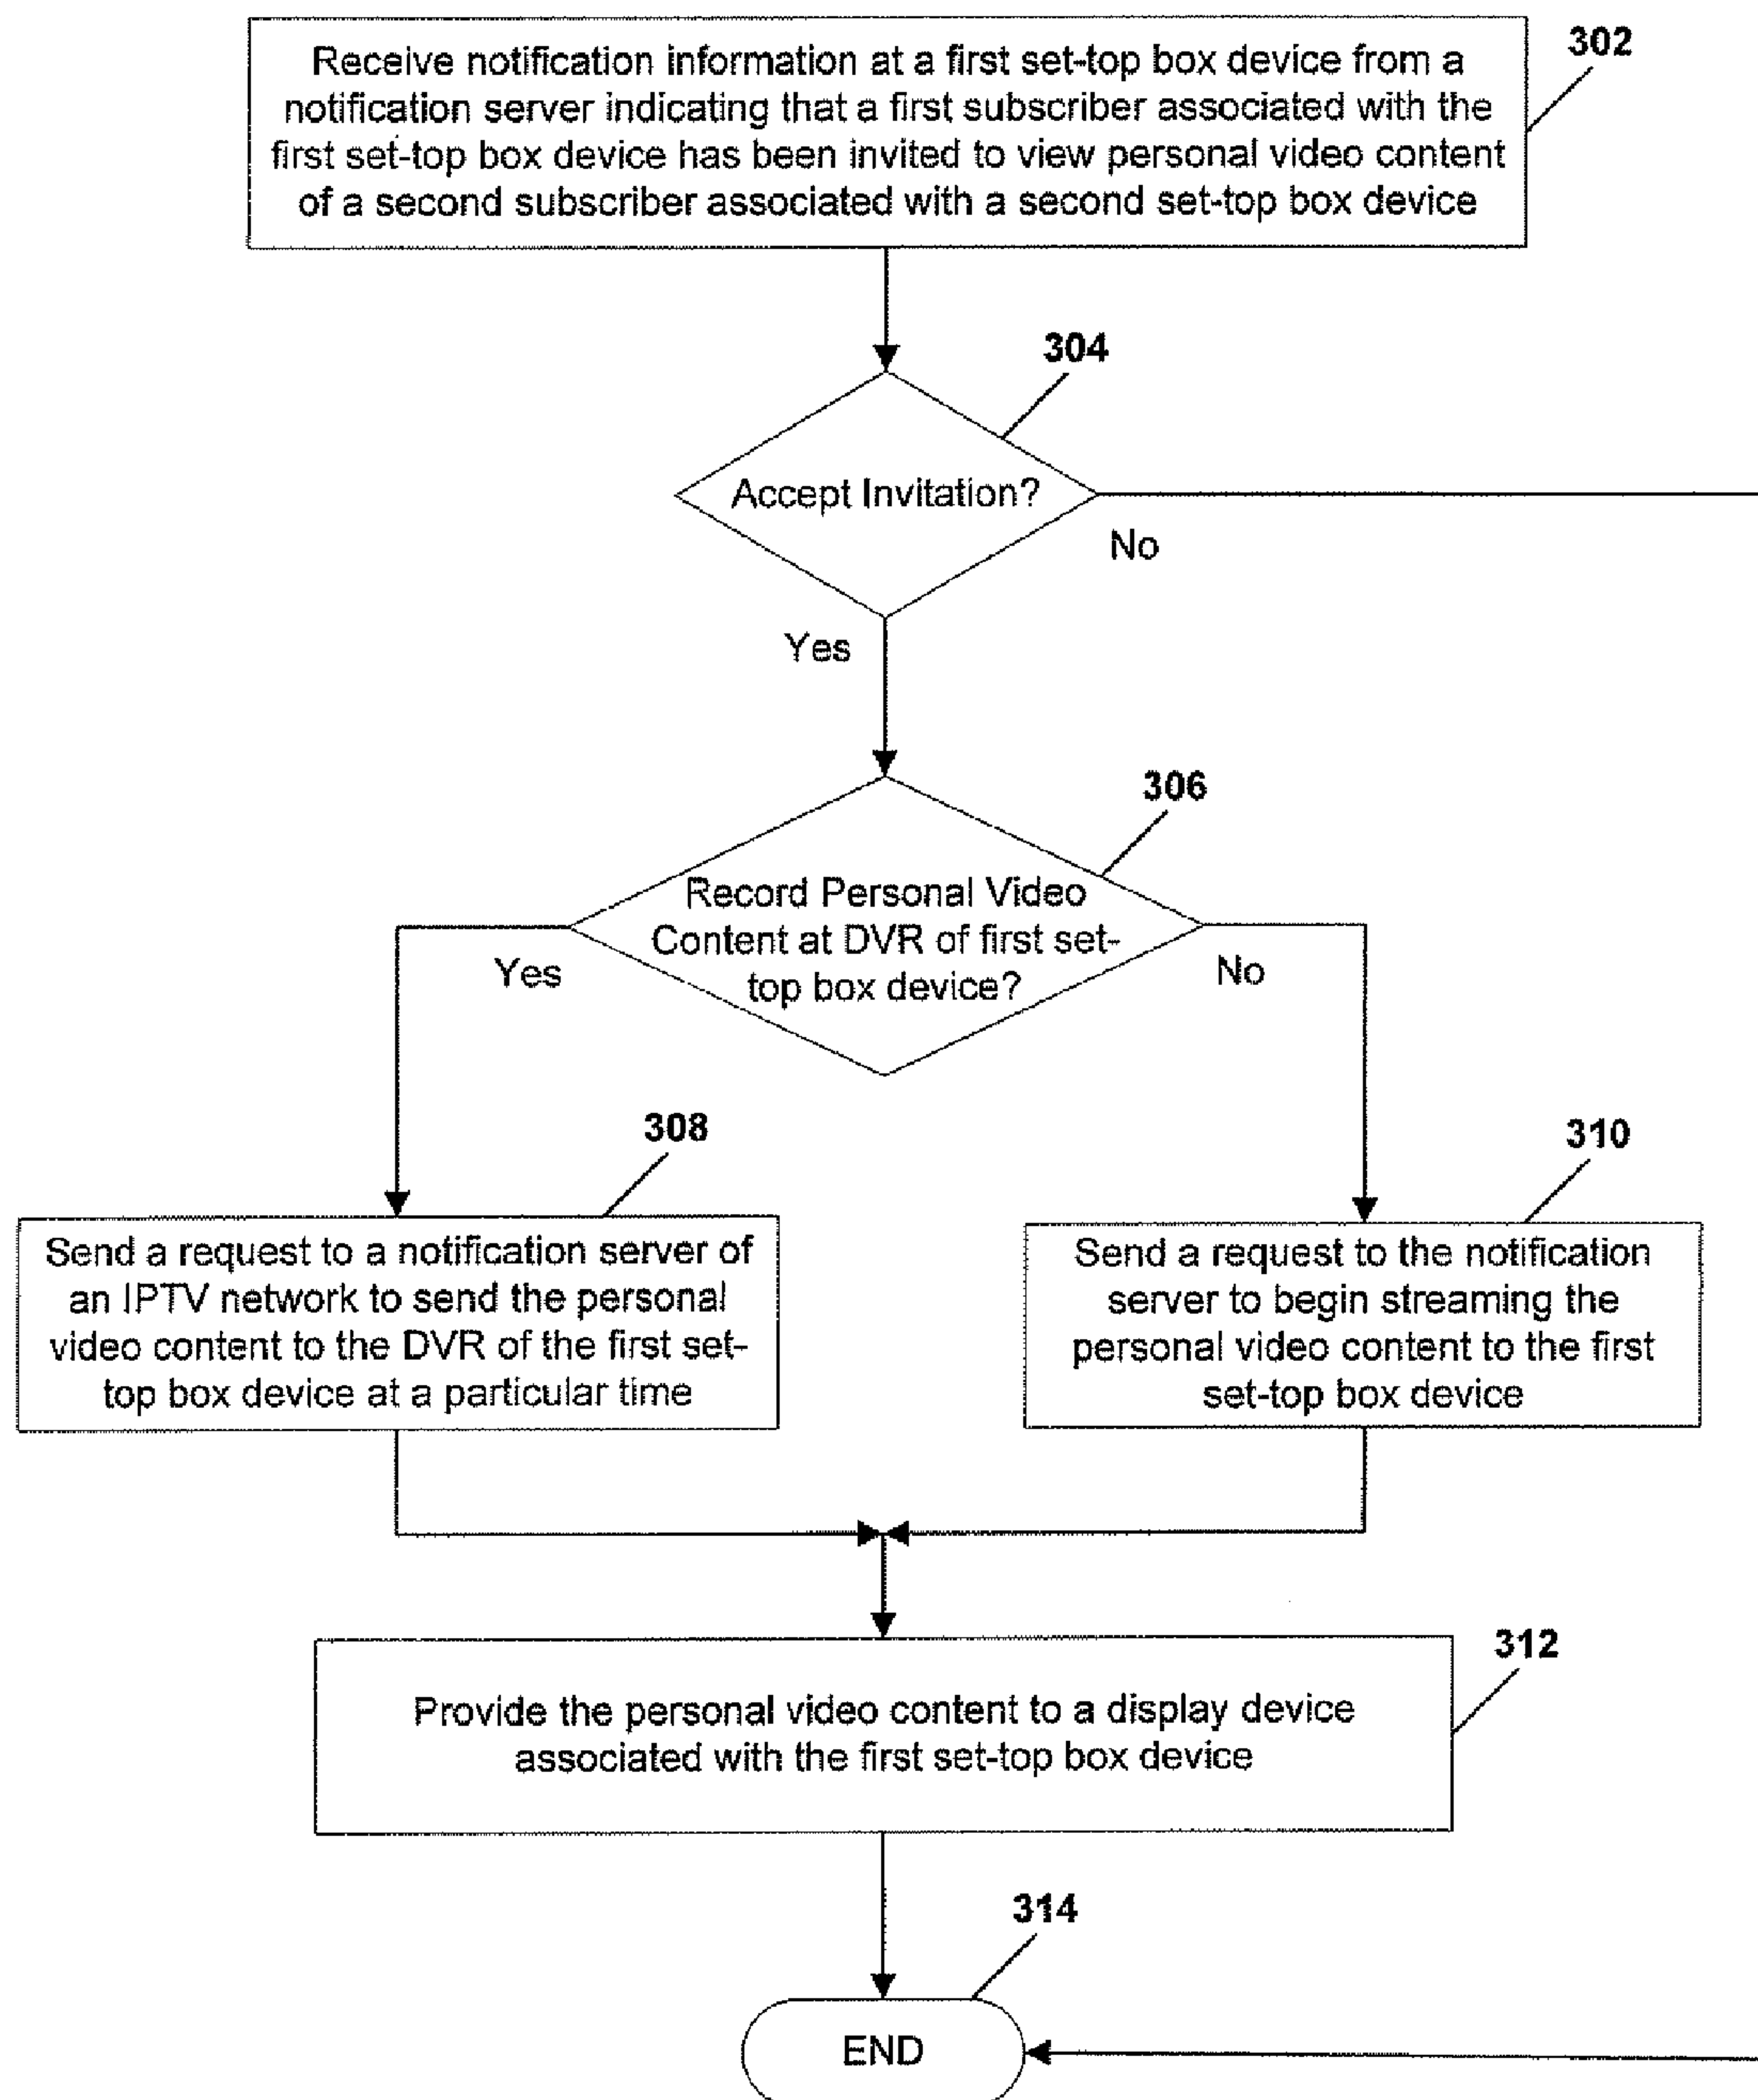 302
Receive notification information at a first set-top box device from a
notification server indicating that a first subscriber associated with the
first set-top box device has been invited to view personal video content
of a second subscriber associated with a second set-top box device
304
Accept Invitation?
No
Yes
306
Record Personal Video
Content at DVR of first set-
top box device?
Yes
No
308
310
Send a request to a notification server of
an IPTV network to send the personal
video content to the DVR of the first set-
top box device at a particular time
Send a request to the notification
server to begin streaming the
personal video content to the first
set-top box device
312
Provide the personal video content to a display device
associated with the first set-top box device
314
END